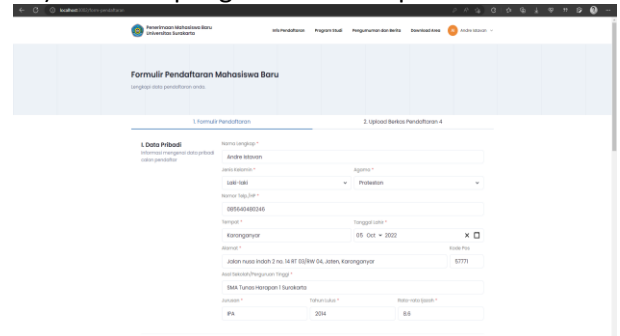 localhost:3000/form-pendaftaran
Penerimaan Mahasiswa Baru
Universitas Surakarta
Info Pendaftaran Program Studi Pengumuman dan Berita Download Area Andre Istavan
Formulir Pendaftaran Mahasiswa Baru
Lengkapi data pendaftaran anda.
1. Formulir Pendaftaran 2. Upload Berkas Pendaftaran 4
I. Data Pribadi
Informasi mengenai data pribadi
calon pendaftar
Nama Lengkap *
Andre Istavan
Jenis Kelamin * Agama *
Laki-laki Protestan
Nomor Telp./HP *
085640480246
Tempat * Tanggal Lahir *
Karanganyar 05 Oct 2022
Alamat * Kode Pos
Jalan nusa indah 2 no. 14 RT 03/RW 04, Jaten, Karanganyar 57771
Asal Sekolah/Perguruan Tinggi *
SMA Tunas Harapan 1 Surakarta
Jurusan * Tahun Lulus * Rata-rata Ijazah *
IPA 2014 8.6